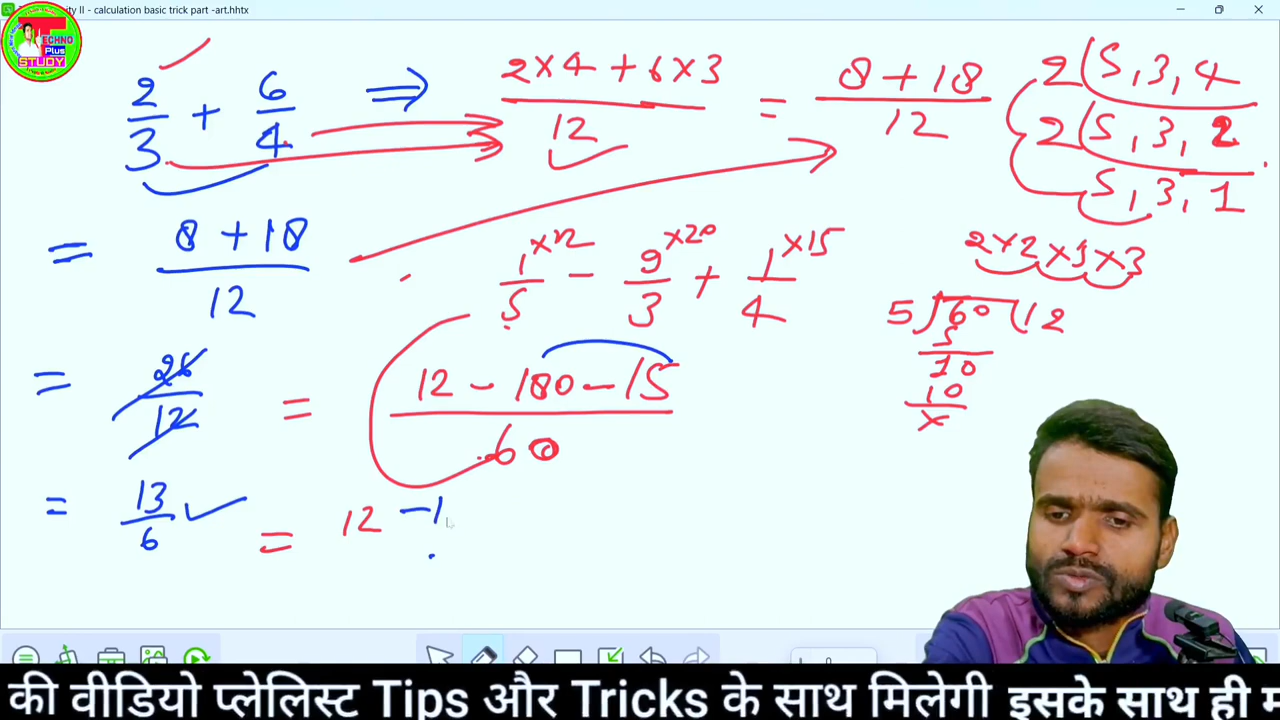 ity II - calculation basic trick part -art.hhtx
TECHNO
Plus
STUDY
2/3 + 6/4 ⇒ (2×4 + 6×3)/12 = (8 + 18)/12
2 ( 5, 3, 4
2 ( 5, 3, 2
5, 3, 1
2 × 2 × 5 × 3
= (8 + 18)/12
1/5 ×12 − 9/3 ×20 + 1/4 ×15
5 ) 60 ( 12
5
10
10
×
= 26/12
= (12 − 180 − 15)/60
= 13/6 ✓
= 12 −1
की वीडियो प्लेलिस्ट Tips और Tricks के साथ मिलेगी इसके साथ ही